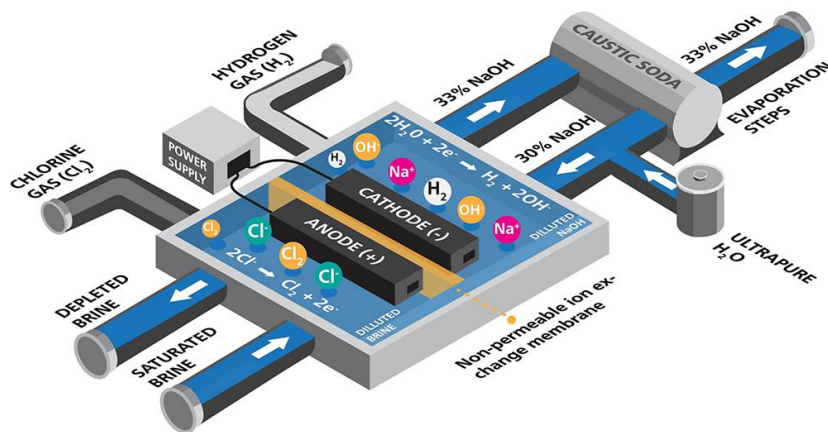 HYDROGEN
GAS (H₂)
CHLORINE
GAS (Cl₂)
POWER
SUPPLY
33% NaOH
CAUSTIC SODA
33% NaOH
EVAPORATION
STEPS
30% NaOH
ULTRAPURE
H₂O
2H₂0 + 2e⁻ → H₂ + 2OH⁻
H₂
OH⁻
Na⁺
H₂
OH⁻
Na⁺
CATHODE (-)
DILLUTED
NaOH
ANODE (+)
Cl₂
Cl⁻
Cl₂
Cl⁻
2Cl⁻ → Cl₂ + 2e⁻
DILLUTED
BRINE
DEPLETED
BRINE
SATURATED
BRINE
Non-permeable ion ex-
change membrane